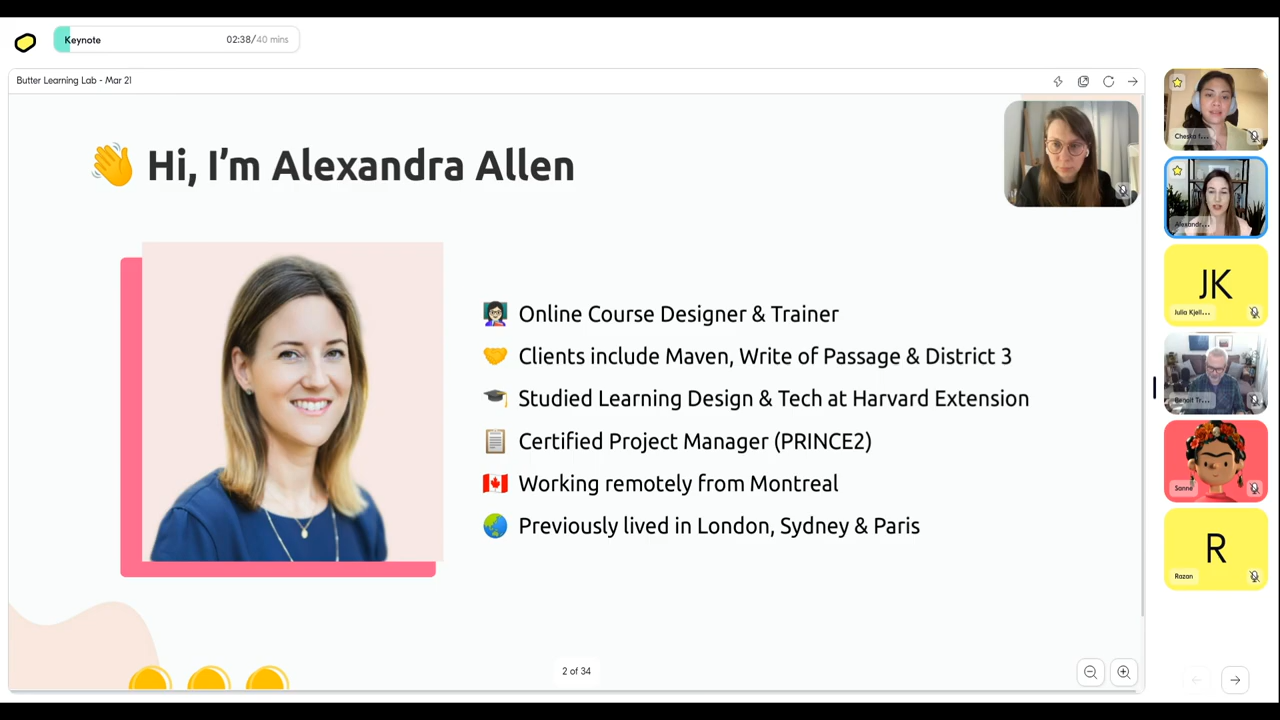 Keynote
02:38/40 mins
Butter Learning Lab - Mar 21
Hi, I'm Alexandra Allen
Online Course Designer & Trainer
Clients include Maven, Write of Passage & District 3
Studied Learning Design & Tech at Harvard Extension
Certified Project Manager (PRINCE2)
Working remotely from Montreal
Previously lived in London, Sydney & Paris
2 of 34
Cheska f...
Alexandr...
JK
Julia Kjell...
Benoit Tr...
Sanne
R
Razan